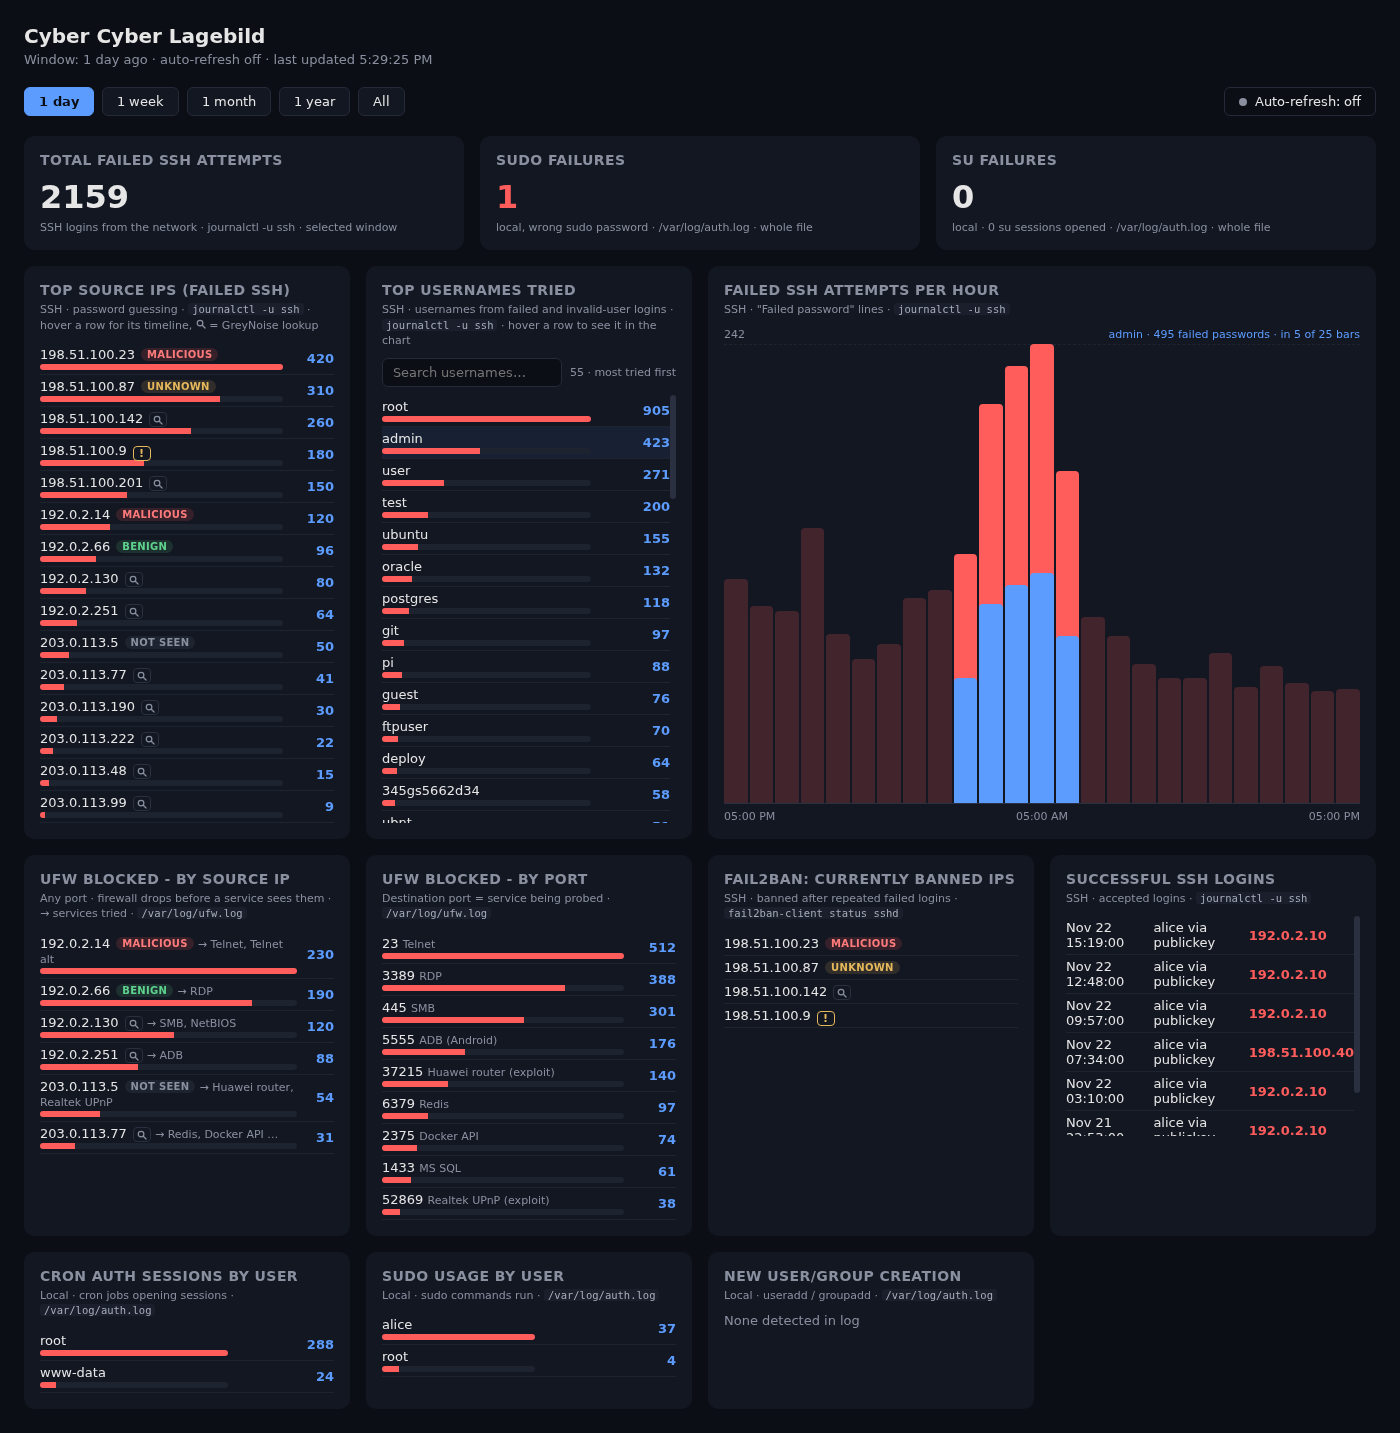 Cyber Cyber Lagebild
Window: 1 day ago · auto-refresh off · last updated 5:29:25 PM
1 day
1 week
1 month
1 year
All
Auto-refresh: off
TOTAL FAILED SSH ATTEMPTS
2159
SSH logins from the network · journalctl -u ssh · selected window
SUDO FAILURES
1
local, wrong sudo password · /var/log/auth.log · whole file
SU FAILURES
0
local · 0 su sessions opened · /var/log/auth.log · whole file
TOP SOURCE IPS (FAILED SSH)
SSH · password guessing · journalctl -u ssh ·
hover a row for its timeline, = GreyNoise lookup
198.51.100.23 MALICIOUS 420
198.51.100.87 UNKNOWN 310
198.51.100.142 260
198.51.100.9 ! 180
198.51.100.201 150
192.0.2.14 MALICIOUS 120
192.0.2.66 BENIGN 96
192.0.2.130 80
192.0.2.251 64
203.0.113.5 NOT SEEN 50
203.0.113.77 41
203.0.113.190 30
203.0.113.222 22
203.0.113.48 15
203.0.113.99 9
TOP USERNAMES TRIED
SSH · usernames from failed and invalid-user logins ·
journalctl -u ssh · hover a row to see it in the
chart
Search usernames…
55 · most tried first
root 905
admin 423
user 271
test 200
ubuntu 155
oracle 132
postgres 118
git 97
pi 88
guest 76
ftpuser 70
deploy 64
345gs5662d34 58
ubnt
FAILED SSH ATTEMPTS PER HOUR
SSH · "Failed password" lines · journalctl -u ssh
242
admin · 495 failed passwords · in 5 of 25 bars
05:00 PM
05:00 AM
05:00 PM
UFW BLOCKED - BY SOURCE IP
Any port · firewall drops before a service sees them ·
→ services tried · /var/log/ufw.log
192.0.2.14 MALICIOUS → Telnet, Telnet
alt
230
192.0.2.66 BENIGN → RDP 190
192.0.2.130 → SMB, NetBIOS 120
192.0.2.251 → ADB 88
203.0.113.5 NOT SEEN → Huawei router,
Realtek UPnP
54
203.0.113.77 → Redis, Docker API … 31
UFW BLOCKED - BY PORT
Destination port = service being probed ·
/var/log/ufw.log
23 Telnet 512
3389 RDP 388
445 SMB 301
5555 ADB (Android) 176
37215 Huawei router (exploit) 140
6379 Redis 97
2375 Docker API 74
1433 MS SQL 61
52869 Realtek UPnP (exploit) 38
FAIL2BAN: CURRENTLY BANNED IPS
SSH · banned after repeated failed logins ·
fail2ban-client status sshd
198.51.100.23 MALICIOUS
198.51.100.87 UNKNOWN
198.51.100.142
198.51.100.9 !
SUCCESSFUL SSH LOGINS
SSH · accepted logins · journalctl -u ssh
Nov 22 alice via
15:19:00 publickey 192.0.2.10
Nov 22 alice via
12:48:00 publickey 192.0.2.10
Nov 22 alice via
09:57:00 publickey 192.0.2.10
Nov 22 alice via
07:34:00 publickey 198.51.100.40
Nov 22 alice via
03:10:00 publickey 192.0.2.10
Nov 21 alice via
publickey 192.0.2.10
CRON AUTH SESSIONS BY USER
Local · cron jobs opening sessions ·
/var/log/auth.log
root 288
www-data 24
SUDO USAGE BY USER
Local · sudo commands run · /var/log/auth.log
alice 37
root 4
NEW USER/GROUP CREATION
Local · useradd / groupadd · /var/log/auth.log
None detected in log